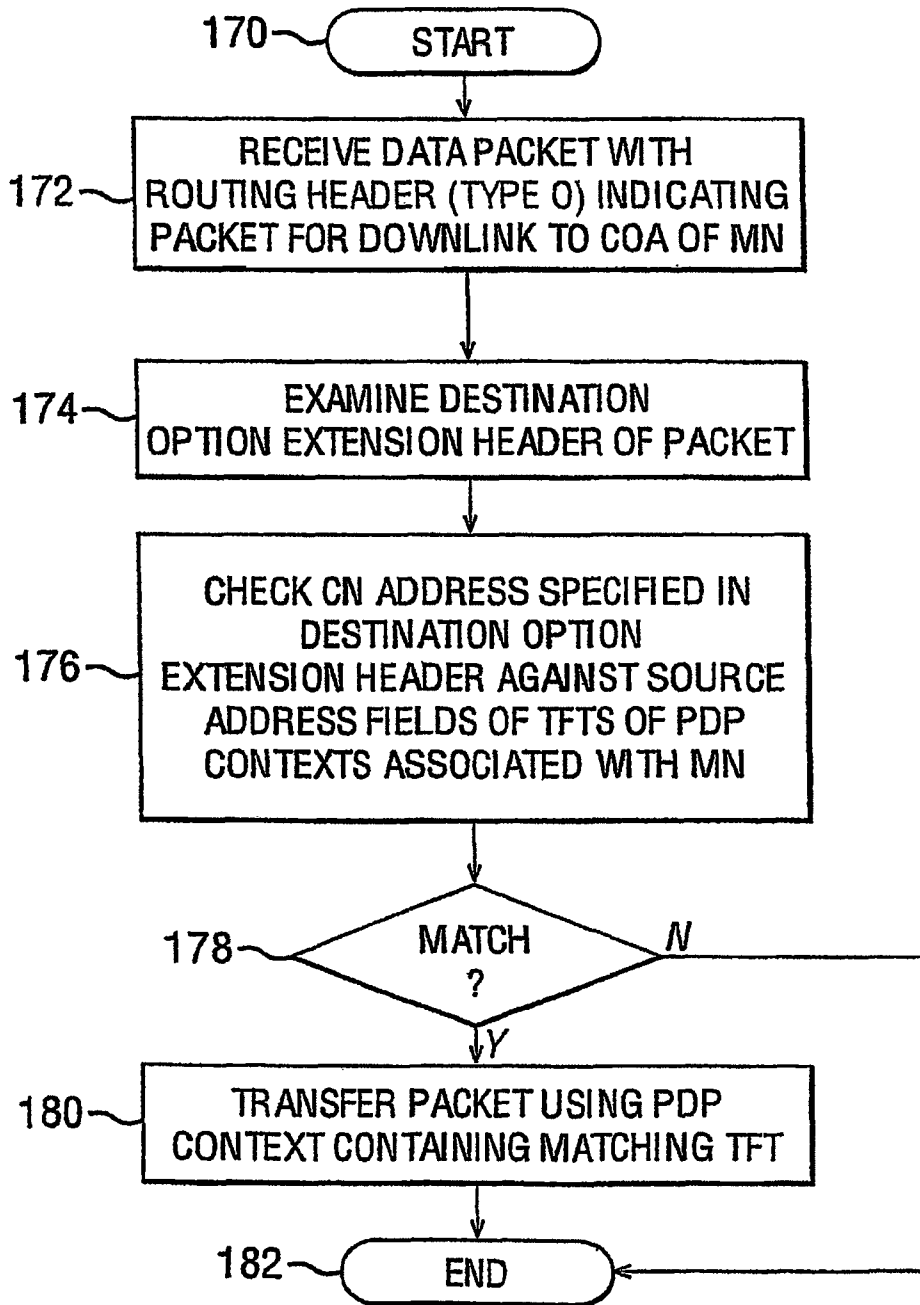 170
START
172
RECEIVE DATA PACKET WITH
ROUTING HEADER (TYPE 0) INDICATING
PACKET FOR DOWNLINK TO COA OF MN
174
EXAMINE DESTINATION
OPTION EXTENSION HEADER OF PACKET
176
CHECK CN ADDRESS SPECIFIED IN
DESTINATION OPTION
EXTENSION HEADER AGAINST SOURCE
ADDRESS FIELDS OF TFTS OF PDP
CONTEXTS ASSOCIATED WITH MN
178
MATCH
?
N
Y
180
TRANSFER PACKET USING PDP
CONTEXT CONTAINING MATCHING TFT
182
END